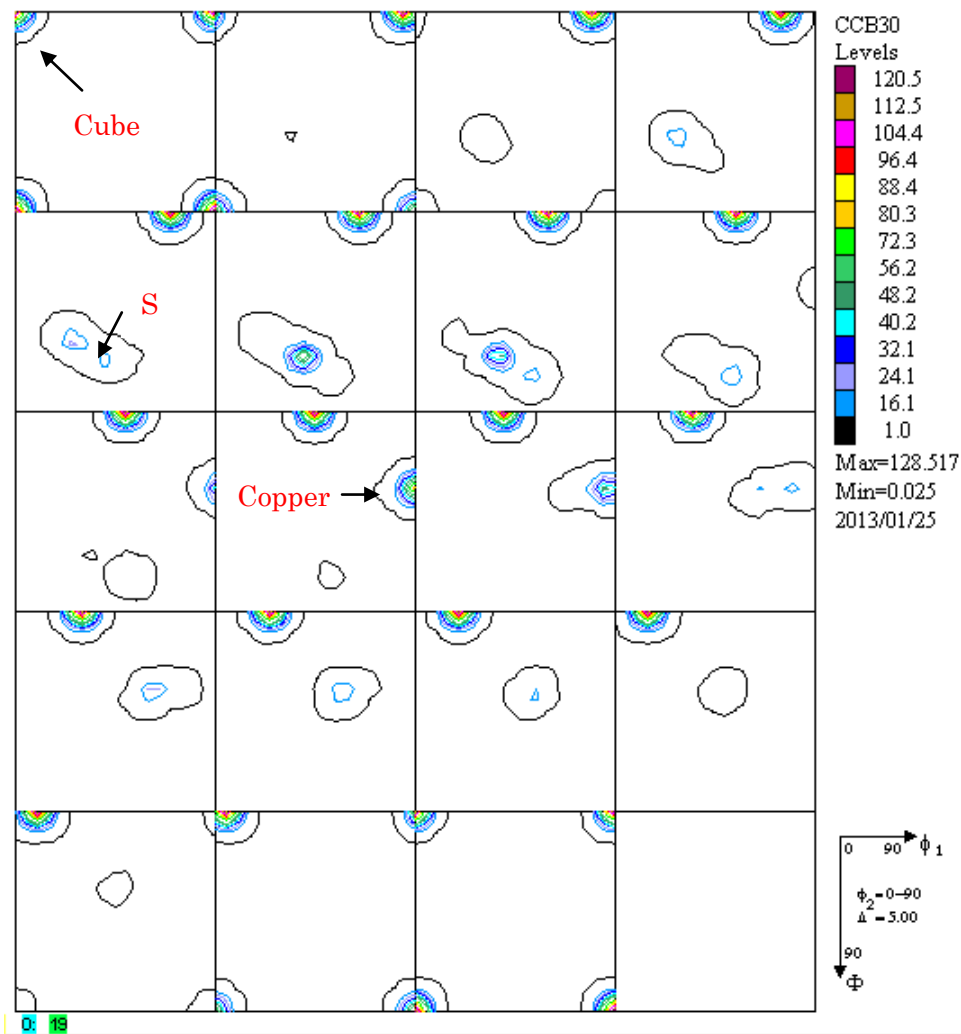 CCB30
Levels
120.5
112.5
104.4
96.4
88.4
80.3
72.3
56.2
48.2
40.2
32.1
24.1
16.1
1.0
Max=128.517
Min=0.025
2013/01/25
Cube
S
Copper
0 90 ϕ1
ϕ2=0-90
Δ=5.00
90
Φ
0: 19